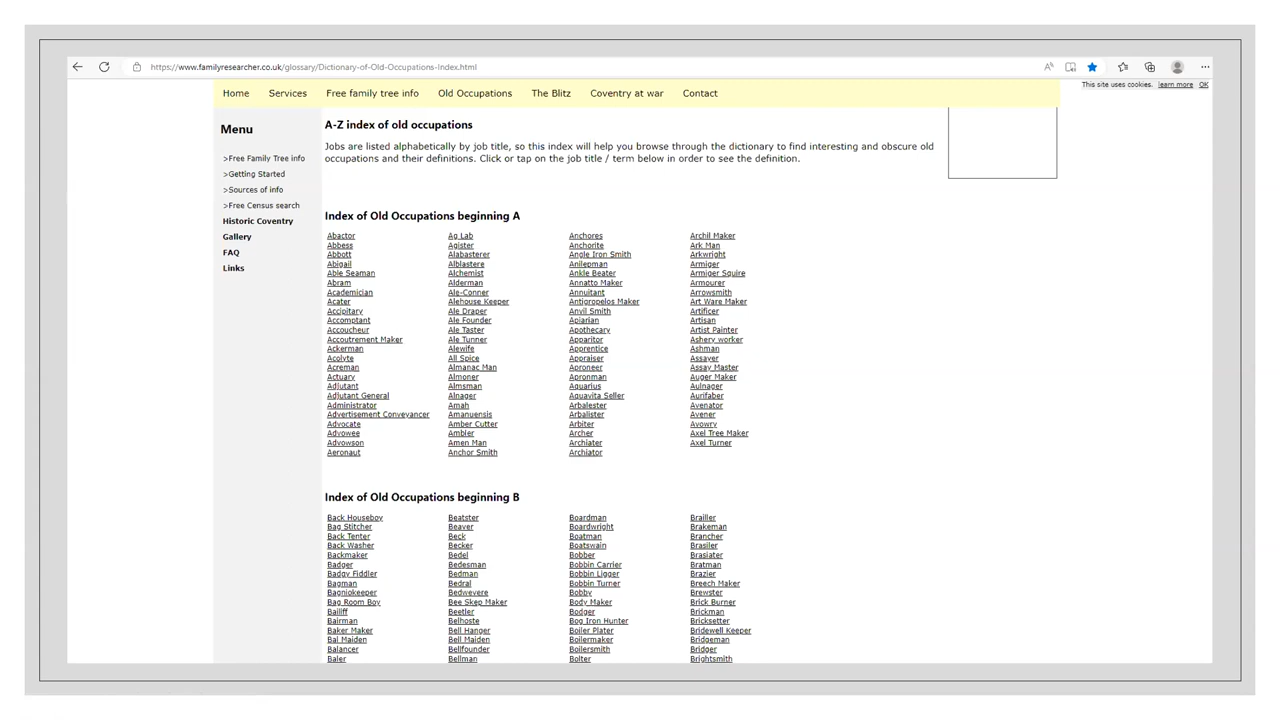 https://www.familyresearcher.co.uk/glossary/Dictionary-of-Old-Occupations-Index.html
This site uses cookies. learn more OK
Home Services Free family tree info Old Occupations The Blitz Coventry at war Contact
Menu
>Free Family Tree info
>Getting Started
>Sources of info
>Free Census search
Historic Coventry
Gallery
FAQ
Links
A-Z index of old occupations
Jobs are listed alphabetically by job title, so this index will help you browse through the dictionary to find interesting and obscure old
occupations and their definitions. Click or tap on the job title / term below in order to see the definition.
Index of Old Occupations beginning A
Abactor
Abbess
Abbott
Abigail
Able Seaman
Abram
Academician
Acater
Accipitary
Accomptant
Accoucheur
Accoutrement Maker
Ackerman
Acolyte
Acreman
Actuary
Adjutant
Adjutant General
Administrator
Advertisement Conveyancer
Advocate
Advowee
Advowson
Aeronaut
Ag Lab
Agister
Alabasterer
Alblastere
Alchemist
Alderman
Ale-Conner
Alehouse Keeper
Ale Draper
Ale Founder
Ale Taster
Ale Tunner
Alewife
All Spice
Almanac Man
Almoner
Almsman
Alnager
Amah
Amanuensis
Amber Cutter
Ambler
Amen Man
Anchor Smith
Anchores
Anchorite
Angle Iron Smith
Anilepman
Ankle Beater
Annatto Maker
Annuitant
Antigropelos Maker
Anvil Smith
Apiarian
Apothecary
Apparitor
Apprentice
Appraiser
Aproneer
Apronman
Aquarius
Aquavita Seller
Arbalester
Arbalister
Arbiter
Archer
Archiater
Archiator
Archil Maker
Ark Man
Arkwright
Armiger
Armiger Squire
Armourer
Arrowsmith
Art Ware Maker
Artificer
Artisan
Artist Painter
Ashery worker
Ashman
Assayer
Assay Master
Auger Maker
Aulnager
Aurifaber
Avenator
Avener
Avowry
Axel Tree Maker
Axel Turner
Index of Old Occupations beginning B
Back Houseboy
Bag Stitcher
Back Tenter
Back Washer
Backmaker
Badger
Badgy Fiddler
Bagman
Bagniokeeper
Bag Room Boy
Bailiff
Bairman
Baker Maker
Bal Maiden
Balancer
Baler
Beatster
Beaver
Beck
Becker
Bedel
Bedesman
Bedman
Bedral
Bedwevere
Bee Skep Maker
Beetler
Belhoste
Bell Hanger
Bell Maiden
Bellfounder
Bellman
Boardman
Boardwright
Boatman
Boatswain
Bobber
Bobbin Carrier
Bobbin Ligger
Bobbin Turner
Bobby
Body Maker
Bodger
Bog Iron Hunter
Boiler Plater
Boilermaker
Boilersmith
Bolter
Brailler
Brakeman
Brancher
Brasiler
Brasiater
Bratman
Brazier
Breech Maker
Brewster
Brick Burner
Brickman
Bricksetter
Bridewell Keeper
Bridgeman
Bridger
Brightsmith